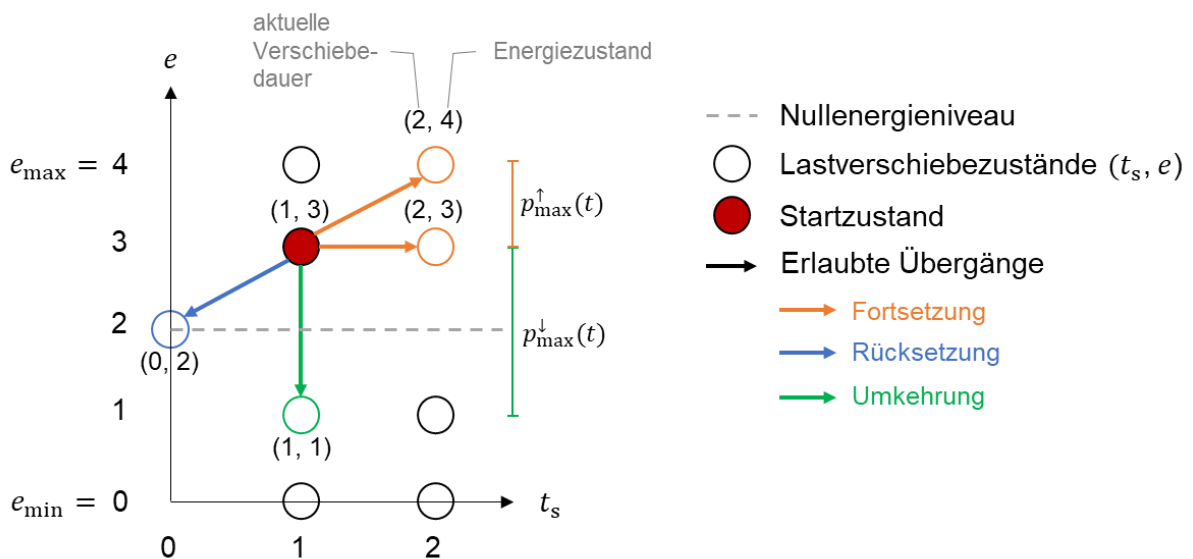 aktuelle
Verschiebe-
dauer
Energiezustand
e
(2, 4)
e_max = 4
(1, 3)
(2, 3)
p↑max(t)
3
2
(0, 2)
p↓max(t)
1
(1, 1)
e_min = 0
t_s
0 1 2
Nullenergieniveau
Lastverschiebezustände (t_s, e)
Startzustand
Erlaubte Übergänge
Fortsetzung
Rücksetzung
Umkehrung